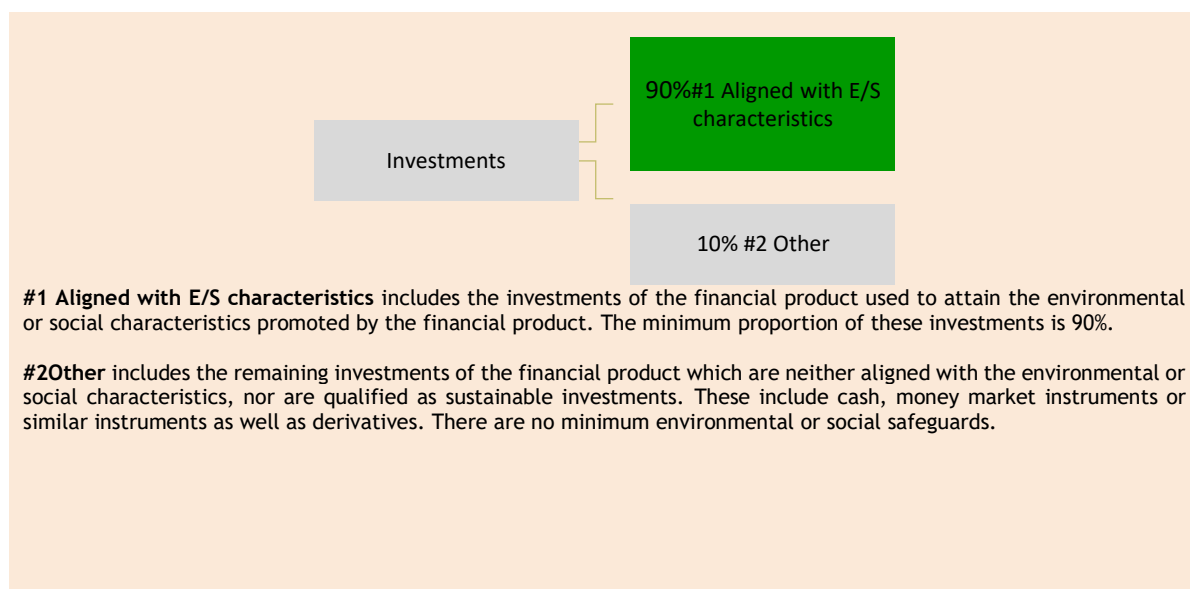 90%#1 Aligned with E/S
characteristics
Investments
10% #2 Other
#1 Aligned with E/S characteristics includes the investments of the financial product used to attain the environmental
or social characteristics promoted by the financial product. The minimum proportion of these investments is 90%.
#2Other includes the remaining investments of the financial product which are neither aligned with the environmental or
social characteristics, nor are qualified as sustainable investments. These include cash, money market instruments or
similar instruments as well as derivatives. There are no minimum environmental or social safeguards.